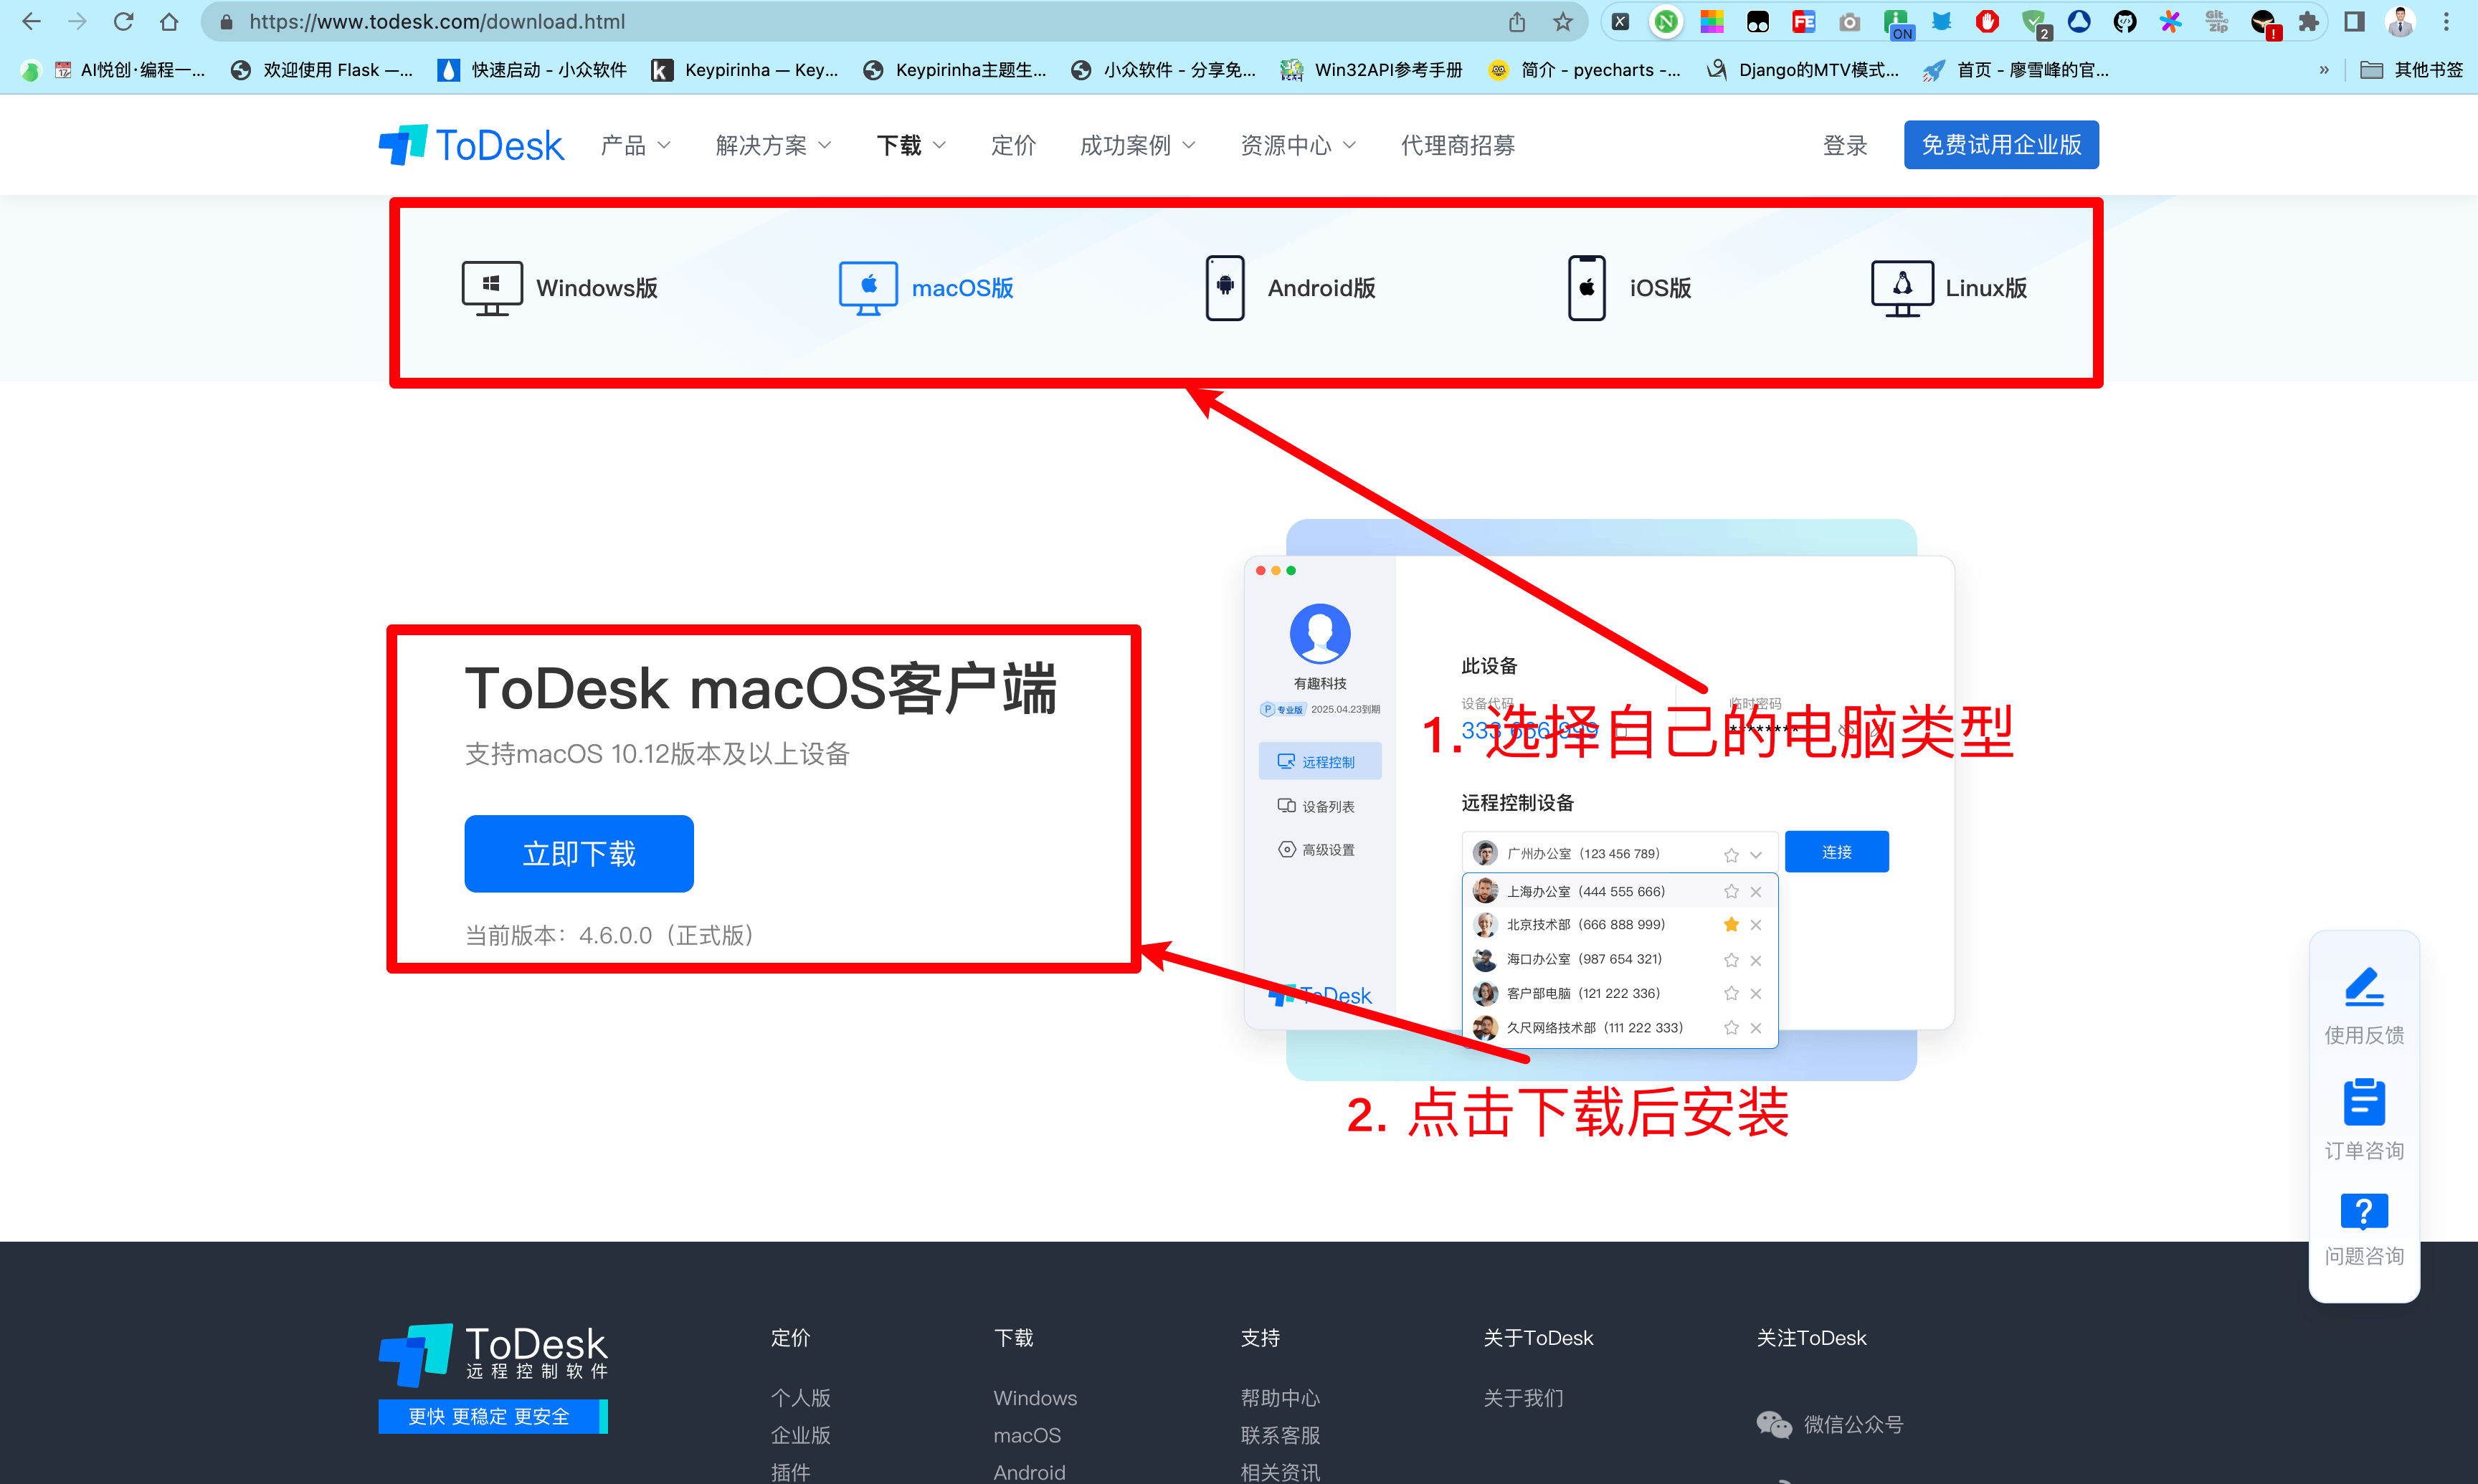 https://www.todesk.com/download.html
ON
2
Git zip
!
AI悦创·编程一...
欢迎使用 Flask —...
快速启动 - 小众软件
Keypirinha — Key...
Keypirinha主题生...
小众软件 - 分享免...
Win32API参考手册
简介 - pyecharts -...
Django的MTV模式...
首页 - 廖雪峰的官...
»
其他书签
ToDesk
产品
解决方案
下载
定价
成功案例
资源中心
代理商招募
登录
免费试用企业版
Windows版
macOS版
Android版
iOS版
Linux版
ToDesk macOS客户端
支持macOS 10.12版本及以上设备
立即下载
当前版本：4.6.0.0（正式版）
有趣科技
P 专业版 2025.04.23到期
远程控制
设备列表
高级设置
ToDesk
此设备
设备代码
临时密码
333 666 999
1. 选择自己的电脑类型
远程控制设备
广州办公室（123 456 789）
连接
上海办公室（444 555 666）
北京技术部（666 888 999）
海口办公室（987 654 321）
客户部电脑（121 222 336）
久尺网络技术部（111 222 333）
2. 点击下载后安装
使用反馈
订单咨询
?
问题咨询
ToDesk
远程控制软件
更快 更稳定 更安全
定价
个人版
企业版
插件
下载
Windows
macOS
Android
支持
帮助中心
联系客服
相关资讯
关于ToDesk
关于我们
关注ToDesk
微信公众号